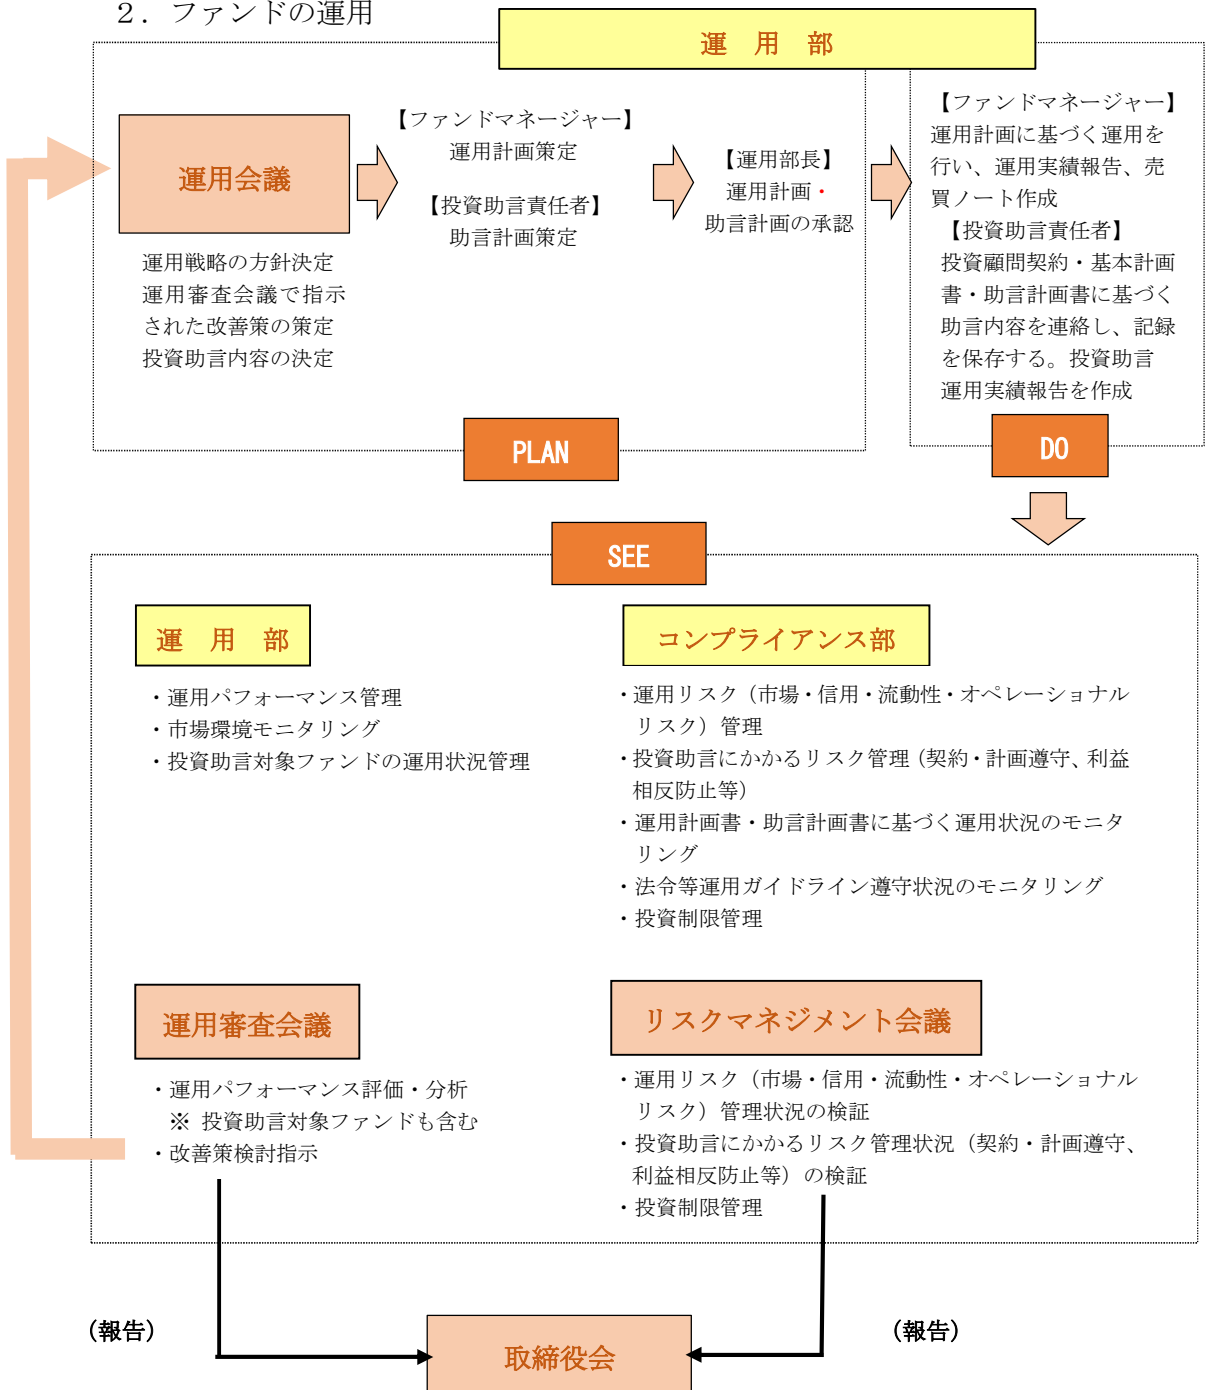 ２．ファンドの運用
運　用　部
運用会議
運用戦略の方針決定
運用審査会議で指示
された改善策の策定
投資助言内容の決定
【ファンドマネージャー】
運用計画策定
【投資助言責任者】
助言計画策定
【運用部長】
運用計画・
助言計画の承認
【ファンドマネージャー】
運用計画に基づく運用を
行い、運用実績報告、売
買ノート作成
【投資助言責任者】
投資顧問契約・基本計画
書・助言計画書に基づく
助言内容を連絡し、記録
を保存する。投資助言
運用実績報告を作成
PLAN
DO
SEE
運　用　部
・運用パフォーマンス管理
・市場環境モニタリング
・投資助言対象ファンドの運用状況管理
コンプライアンス部
・運用リスク（市場・信用・流動性・オペレーショナル
リスク）管理
・投資助言にかかるリスク管理（契約・計画遵守、利益
相反防止等）
・運用計画書・助言計画書に基づく運用状況のモニタ
リング
・法令等運用ガイドライン遵守状況のモニタリング
・投資制限管理
運用審査会議
・運用パフォーマンス評価・分析
※ 投資助言対象ファンドも含む
・改善策検討指示
リスクマネジメント会議
・運用リスク（市場・信用・流動性・オペレーショナル
リスク）管理状況の検証
・投資助言にかかるリスク管理状況（契約・計画遵守、
利益相反防止等）の検証
・投資制限管理
（報告）
（報告）
取締役会